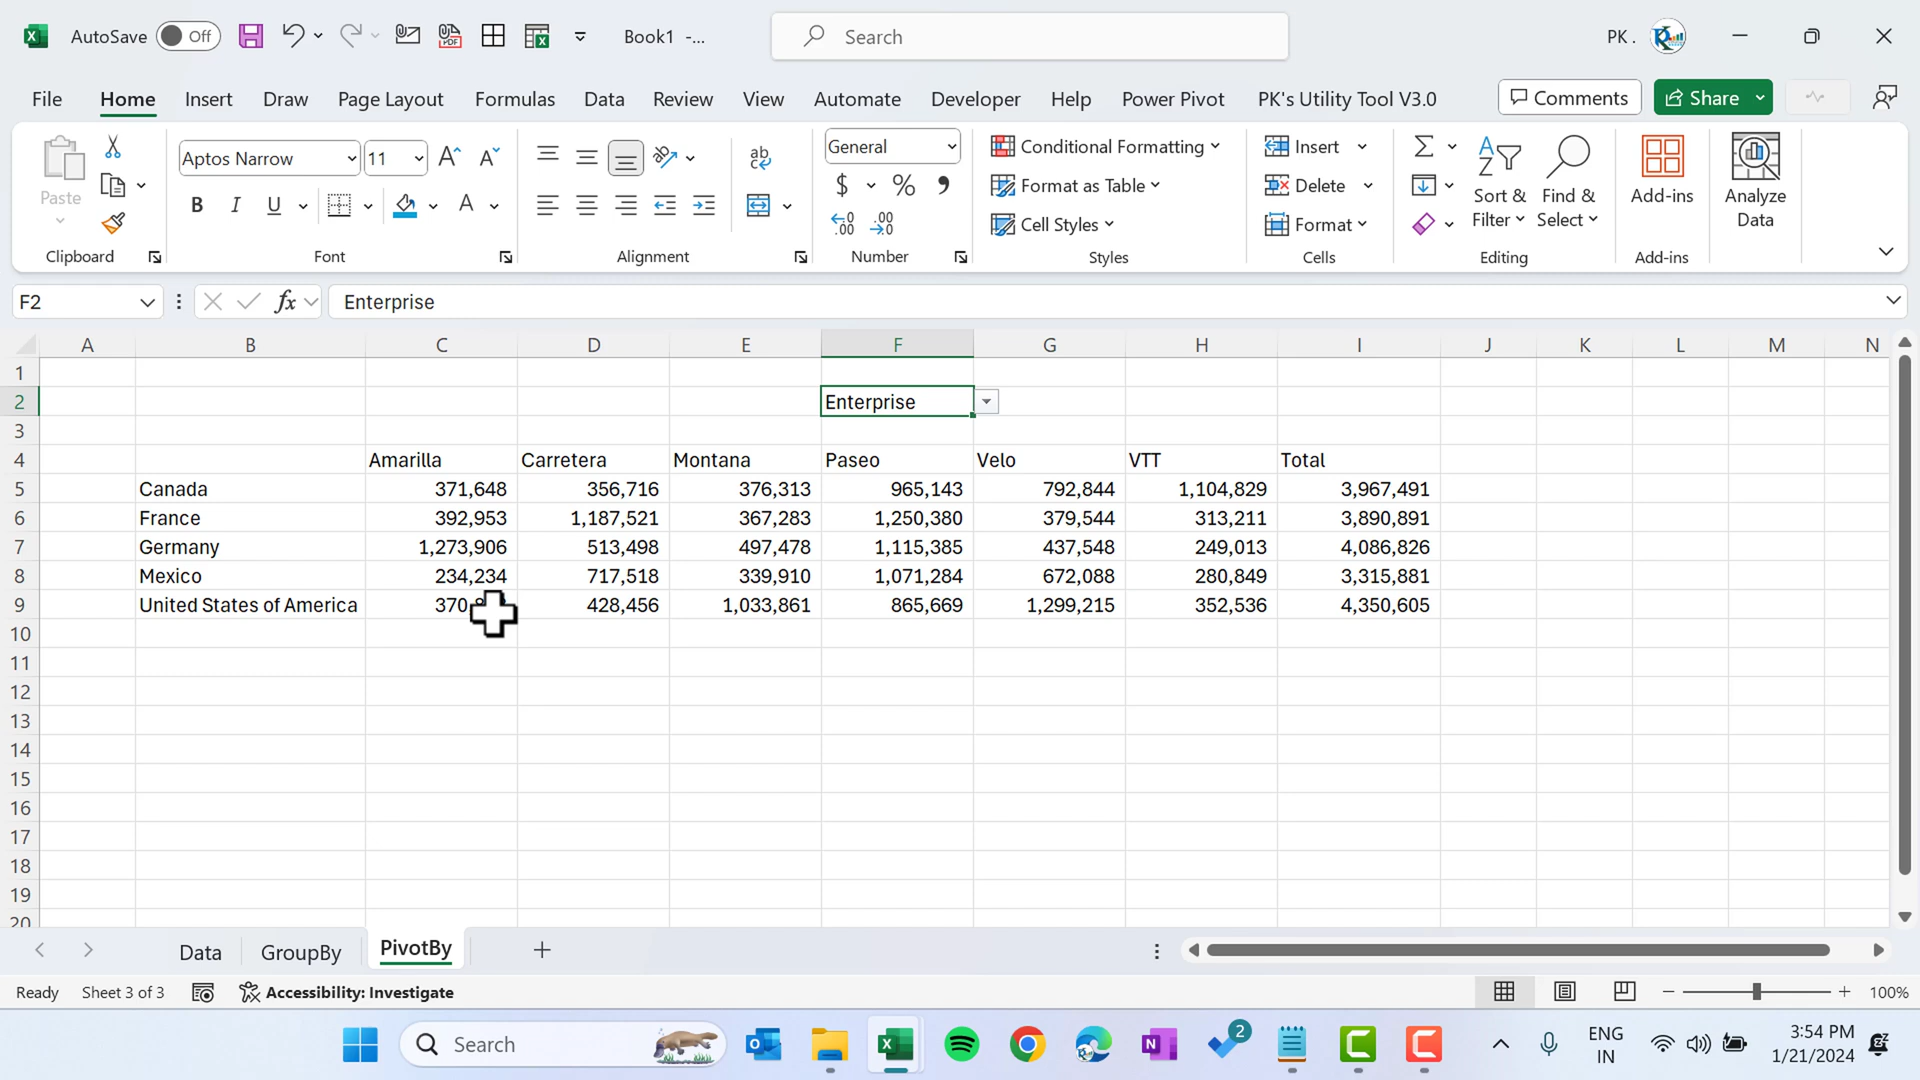 AutoSave Off Book1 -... Search PK .
File Home Insert Draw Page Layout Formulas Data Review View Automate Developer Help Power Pivot PK's Utility Tool V3.0 Comments Share
Paste Aptos Narrow 11 General Conditional Formatting Insert Sort & Find & Add-ins Analyze
Format as Table Delete Filter Select Data
Cell Styles Format
Clipboard Font Alignment Number Styles Cells Editing Add-ins
F2 fx Enterprise
A B C D E F G H I J K L M N
1
2 Enterprise
3
4 Amarilla Carretera Montana Paseo Velo VTT Total
5 Canada 371,648 356,716 376,313 965,143 792,844 1,104,829 3,967,491
6 France 392,953 1,187,521 367,283 1,250,380 379,544 313,211 3,890,891
7 Germany 1,273,906 513,498 497,478 1,115,385 437,548 249,013 4,086,826
8 Mexico 234,234 717,518 339,910 1,071,284 672,088 280,849 3,315,881
9 United States of America 428,456 1,033,861 865,669 1,299,215 352,536 4,350,605
10
11
12
13
14
15
16
17
18
19
20
Data GroupBy PivotBy
Ready Sheet 3 of 3 Accessibility: Investigate 100%
Search 2 ENG 3:54 PM
IN 1/21/2024